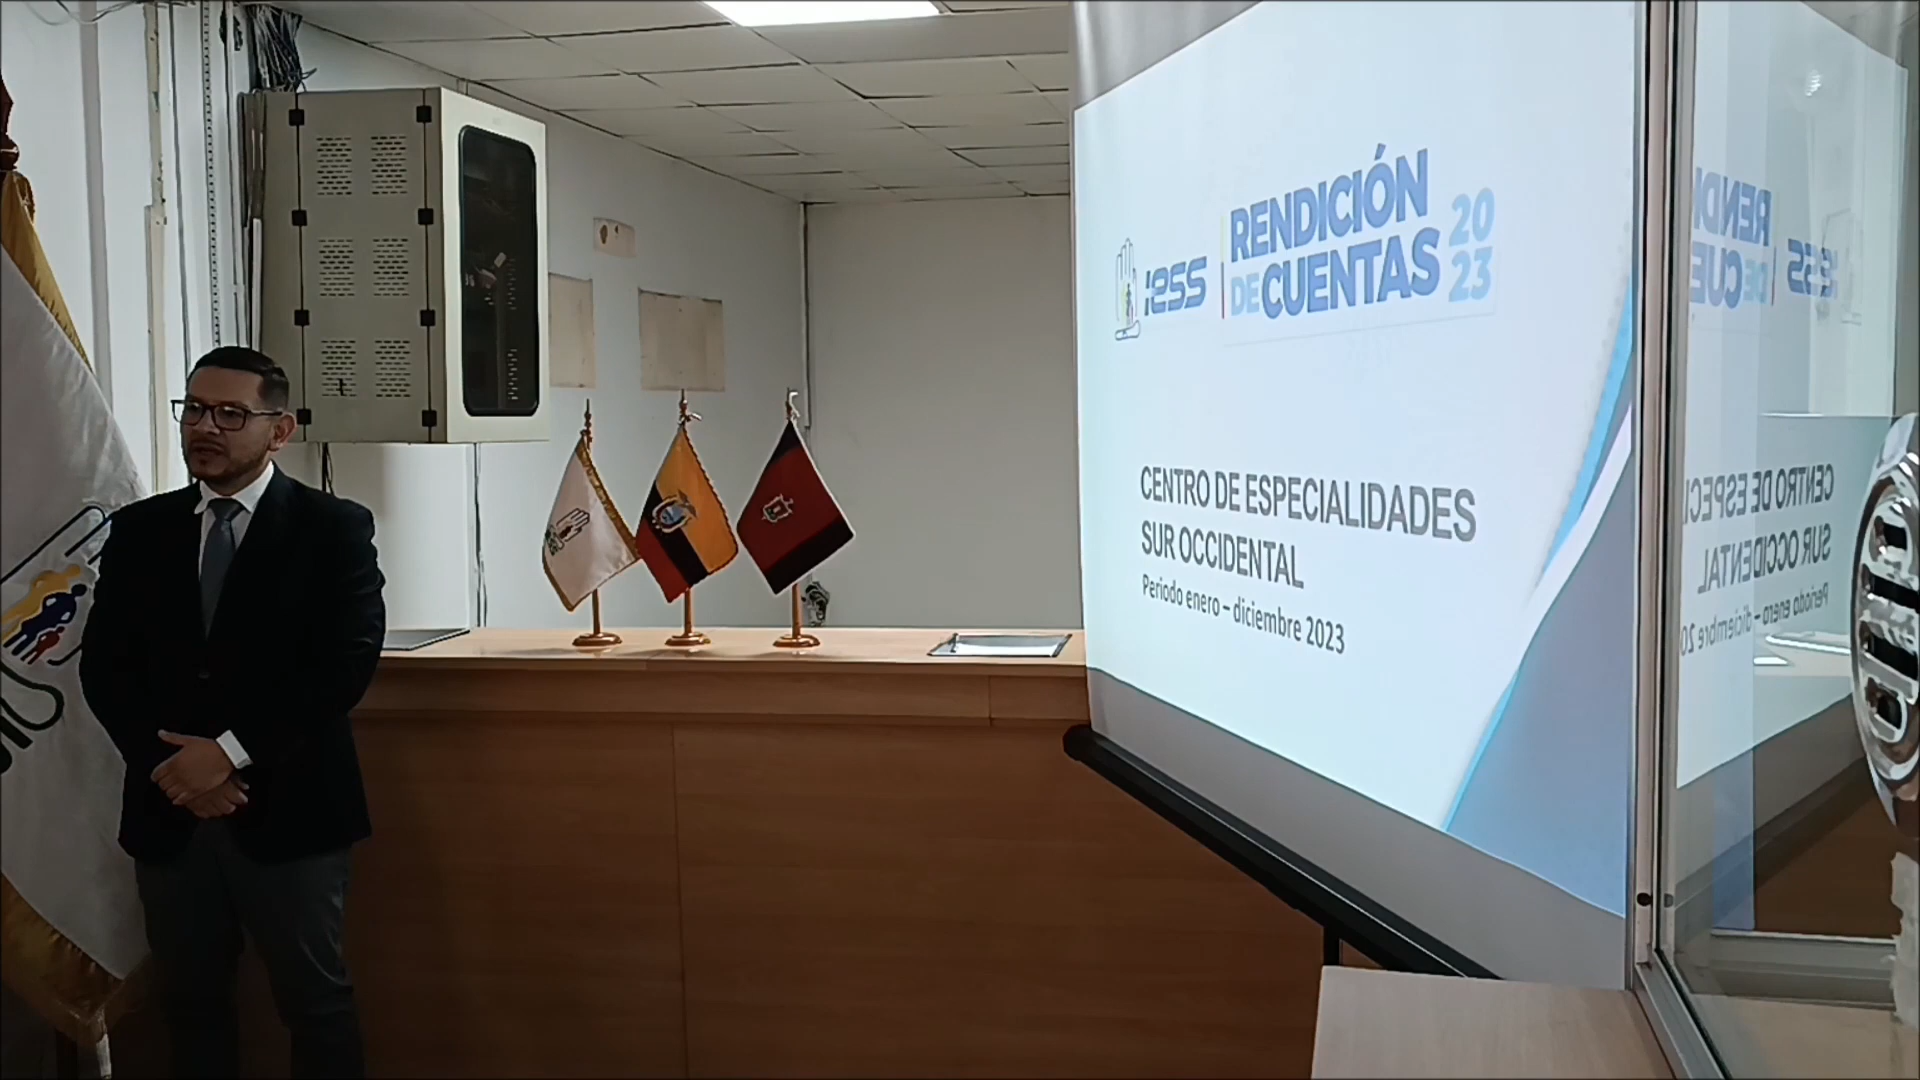 iess
RENDICIÓN
DE CUENTAS
20
23
CENTRO DE ESPECIALIDADES
SUR OCCIDENTAL
Periodo enero – diciembre 2023